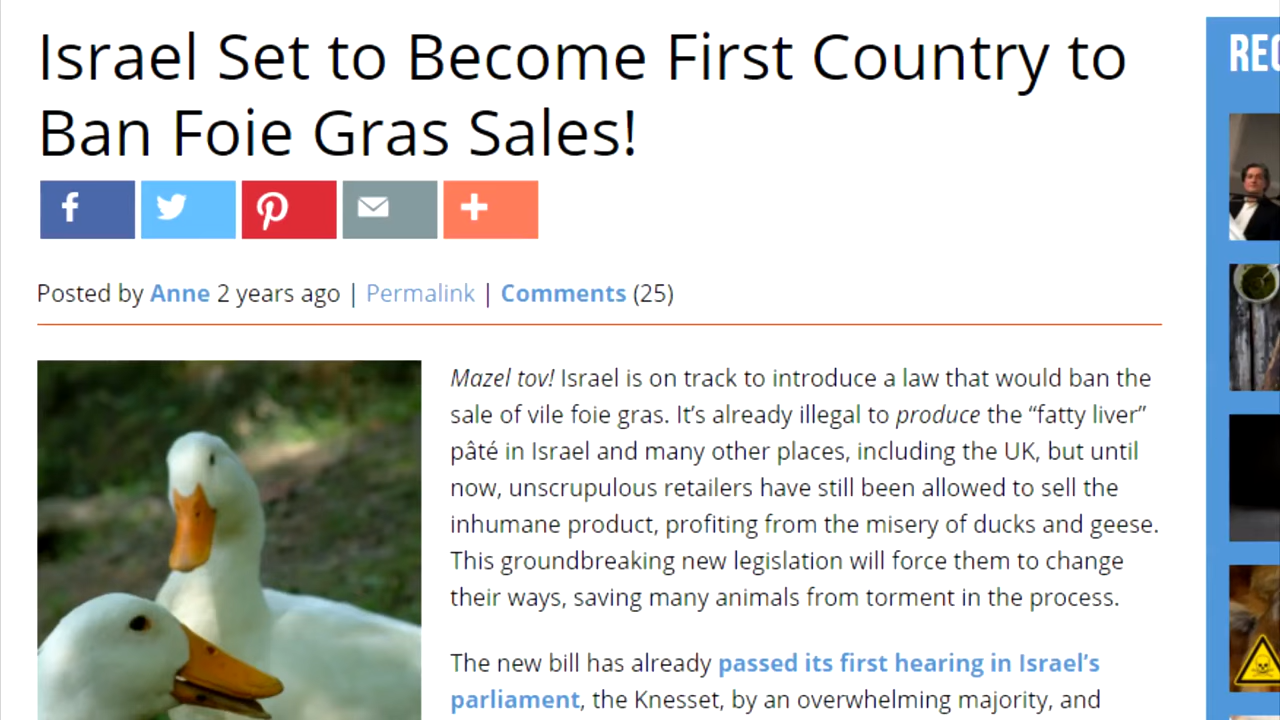 Israel Set to Become First Country to
Ban Foie Gras Sales!
Posted by Anne 2 years ago | Permalink | Comments (25)
Mazel tov! Israel is on track to introduce a law that would ban the
sale of vile foie gras. It’s already illegal to produce the “fatty liver”
pâté in Israel and many other places, including the UK, but until
now, unscrupulous retailers have still been allowed to sell the
inhumane product, profiting from the misery of ducks and geese.
This groundbreaking new legislation will force them to change
their ways, saving many animals from torment in the process.
The new bill has already passed its first hearing in Israel’s
parliament, the Knesset, by an overwhelming majority, and